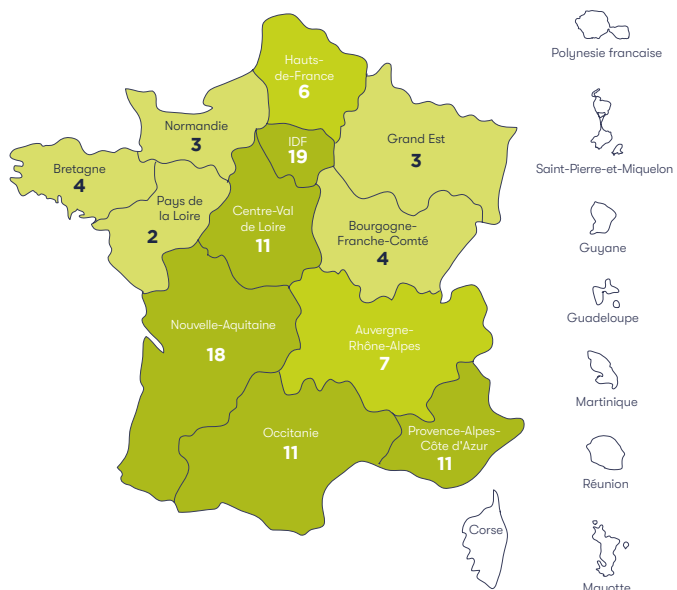 Hauts-
de-France
6
Normandie
3
IDF
19
Grand Est
3
Bretagne
4
Pays de
la Loire
2
Centre-Val
de Loire
11
Bourgogne-
Franche-Comté
4
Nouvelle-Aquitaine
18
Auvergne-
Rhône-Alpes
7
Occitanie
11
Provence-Alpes-
Côte d'Azur
11
Corse
Polynesie francaise
Saint-Pierre-et-Miquelon
Guyane
Guadeloupe
Martinique
Réunion
Mayotte